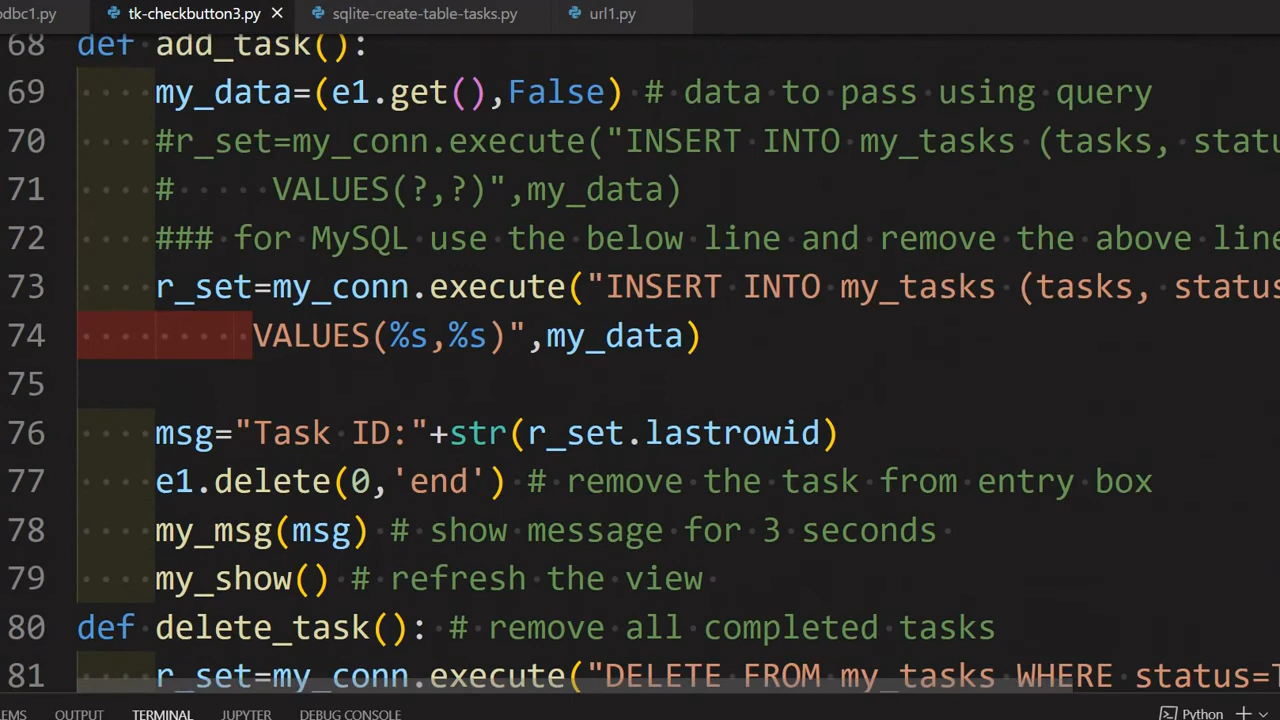 odbc1.py tk-checkbutton3.py × sqlite-create-table-tasks.py url1.py
68 def add_task():
69 my_data=(e1.get(),False) # data to pass using query
70 #r_set=my_conn.execute("INSERT INTO my_tasks (tasks, statu
71 # VALUES(?,?)",my_data)
72 ### for MySQL use the below line and remove the above line
73 r_set=my_conn.execute("INSERT INTO my_tasks (tasks, status
74 VALUES(%s,%s)",my_data)
75
76 msg="Task ID:"+str(r_set.lastrowid)
77 e1.delete(0,'end') # remove the task from entry box
78 my_msg(msg) # show message for 3 seconds
79 my_show() # refresh the view
80 def delete_task(): # remove all completed tasks
81 r_set=my_conn.execute("DELETE FROM my_tasks WHERE status=T
EMS OUTPUT TERMINAL JUPYTER DEBUG CONSOLE Python